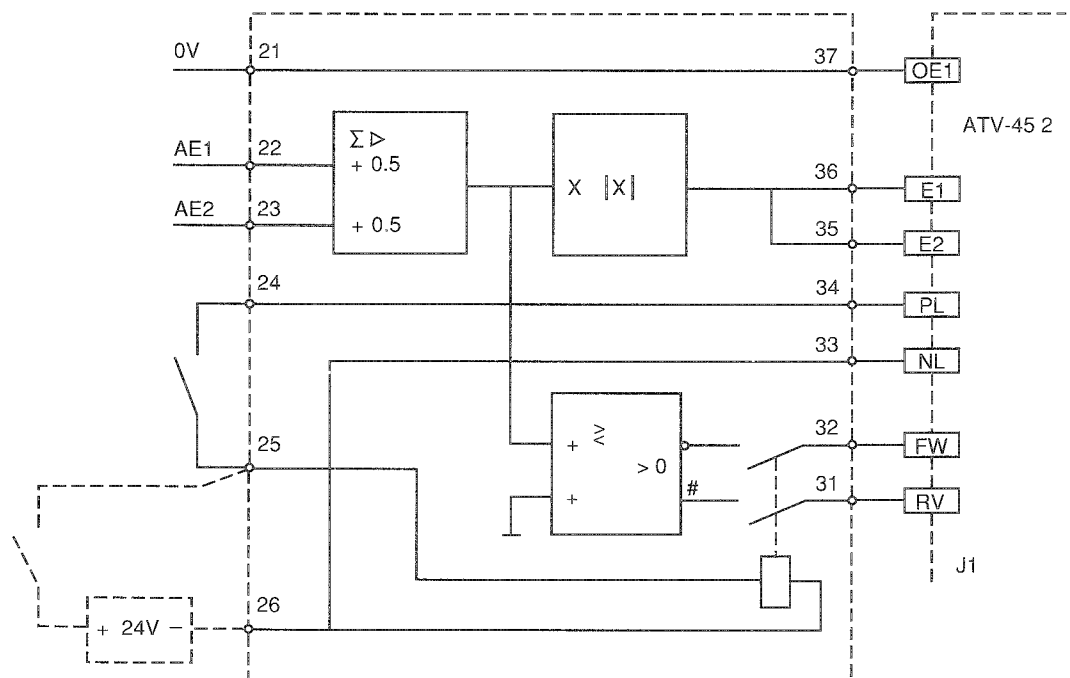 0V 21 37 OE1
ATV-45 2
Σ ▷
AE1 22 + 0.5 X |X| 36 E1
AE2 23 + 0.5 35 E2
24 34 PL
33 NL
25 + > 0 32 FW
+ # 31 RV
J1
26
+ 24V −